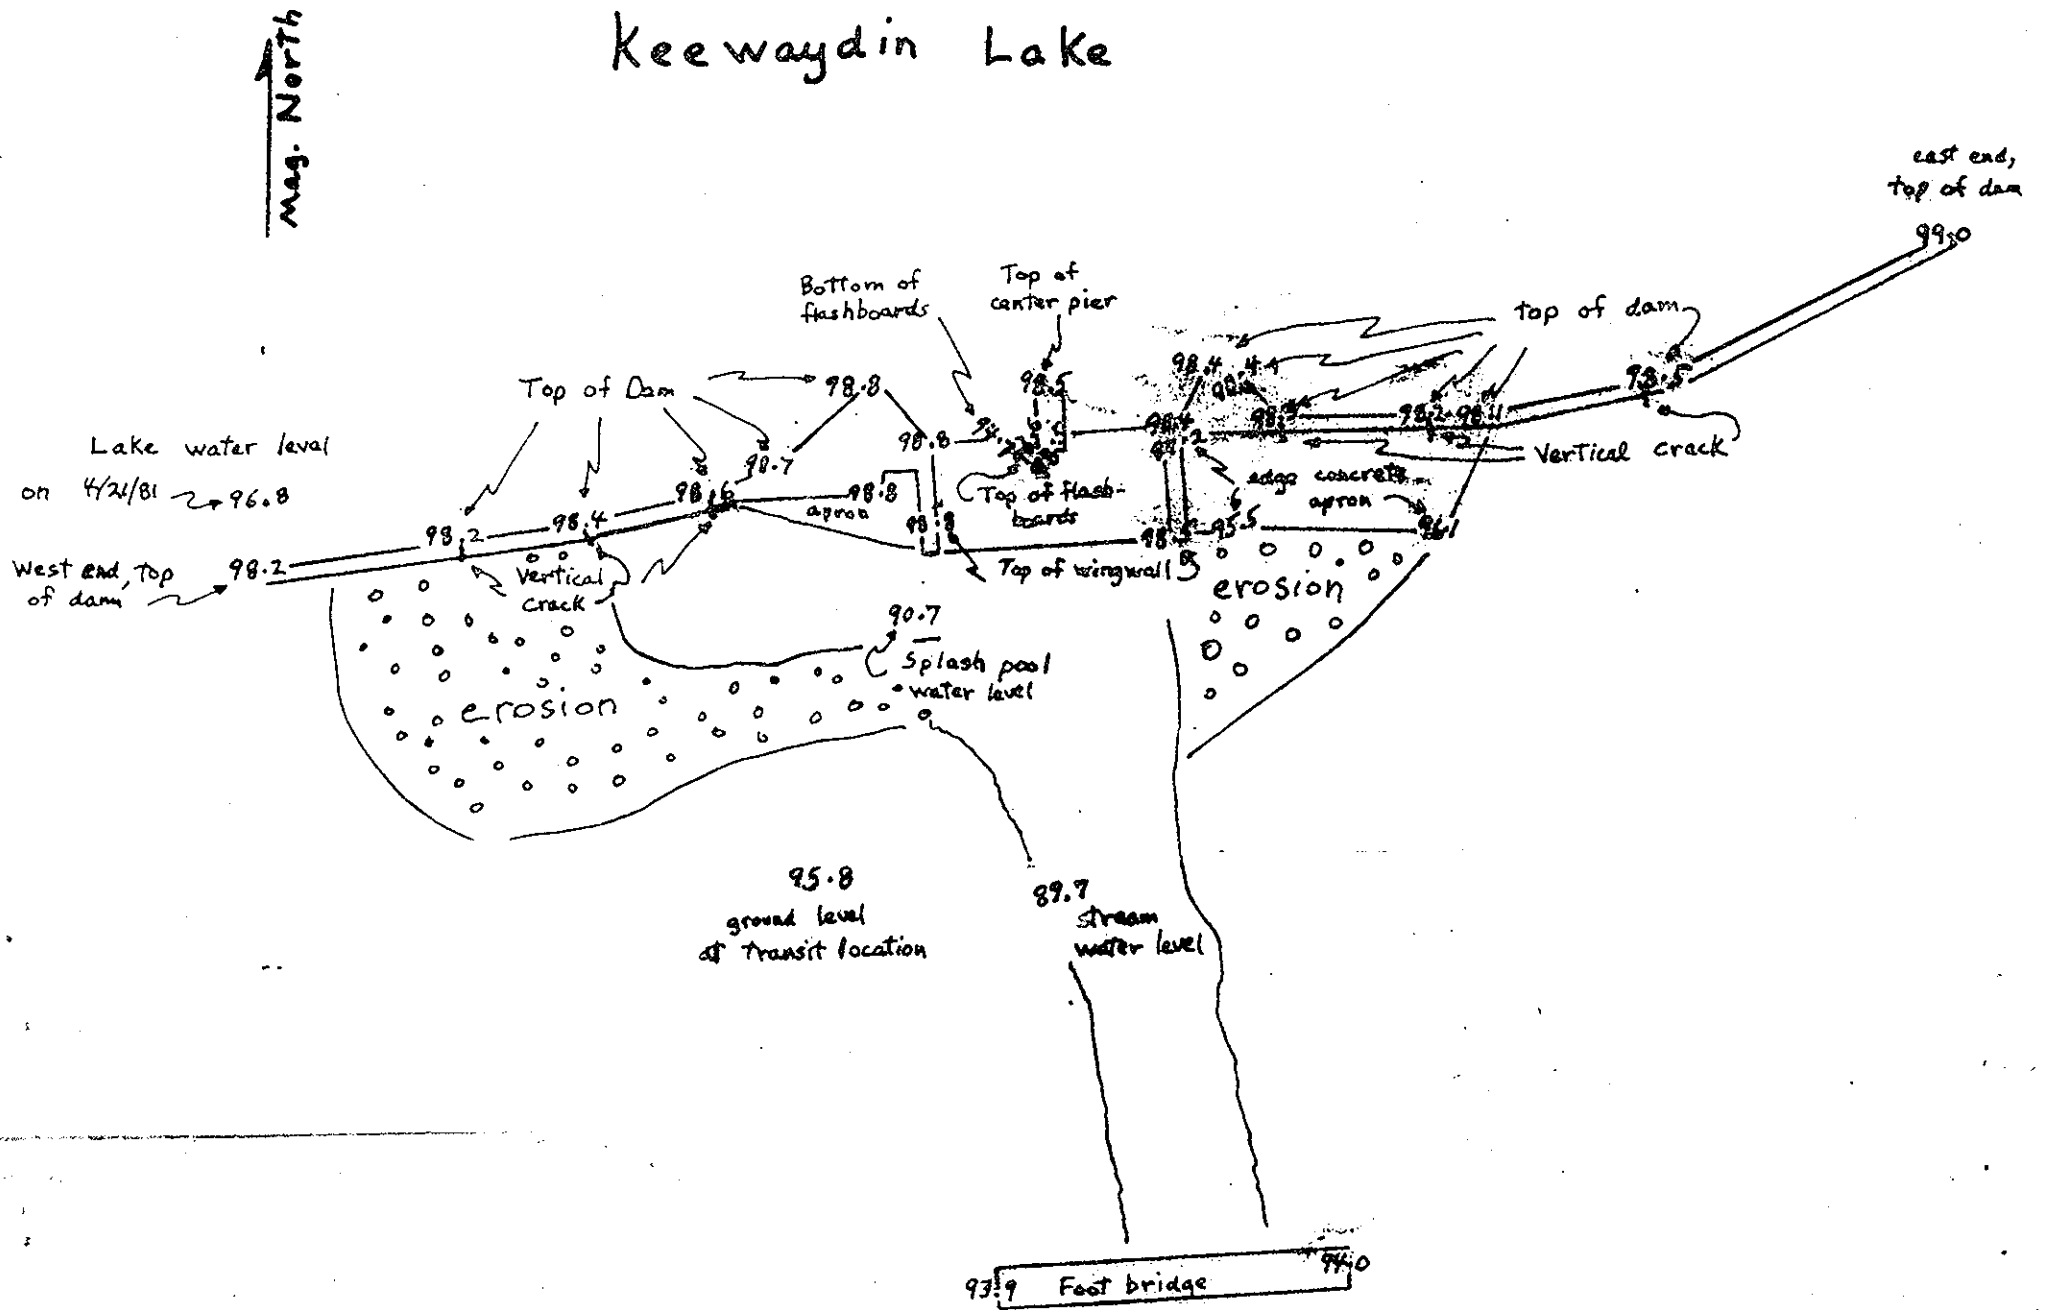 Keewaydin Lake
Mag. North
east end,
top of dam
99.0
Bottom of
flashboards
Top of
center pier
top of dam
98.5
98.4
98.4
98.5
Top of Dam
98.8
98.8
98.2
98.1
Vertical crack
Lake water level
on 4/21/81 96.8
98.7
98.6
98.8
apron
Top of flash-
boards
edge concrete
apron
98.2
98.4
98.8
95.5
96.1
West end, top
of dam
98.2
Vertical
crack
Top of wingwall
erosion
90.7
Splash pool
water level
erosion
95.8
ground level
at Transit location
89.7
stream
water level
93.9
Foot bridge
94.0